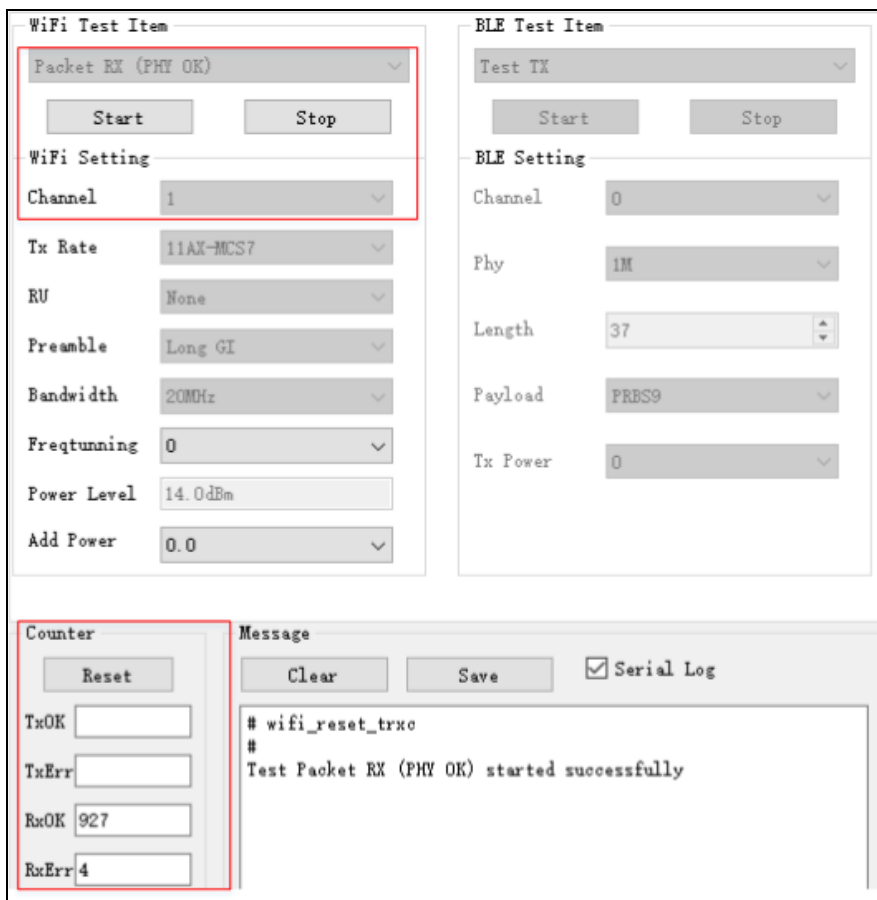 WiFi Test Item
Packet RX (PHY OK)
Start Stop
WiFi Setting
Channel 1
Tx Rate 11AX-MCS7
RU None
Preamble Long GI
Bandwidth 20MHz
Freqtunning 0
Power Level 14.0dBm
Add Power 0.0
BLE Test Item
Test TX
Start Stop
BLE Setting
Channel 0
Phy 1M
Length 37
Payload PRBS9
Tx Power 0
Counter
Reset
TxOK
TxErr
RxOK 927
RxErr 4
Message
Clear Save Serial Log
# wifi_reset_trxc
#
Test Packet RX (PHY OK) started successfully